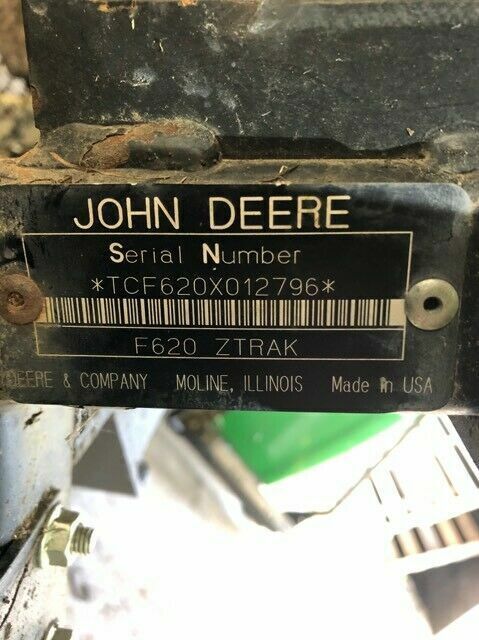 JOHN DEERE
Serial Number
*TCF620X012796*
F620 ZTRAK
DEERE & COMPANY MOLINE, ILLINOIS Made in USA